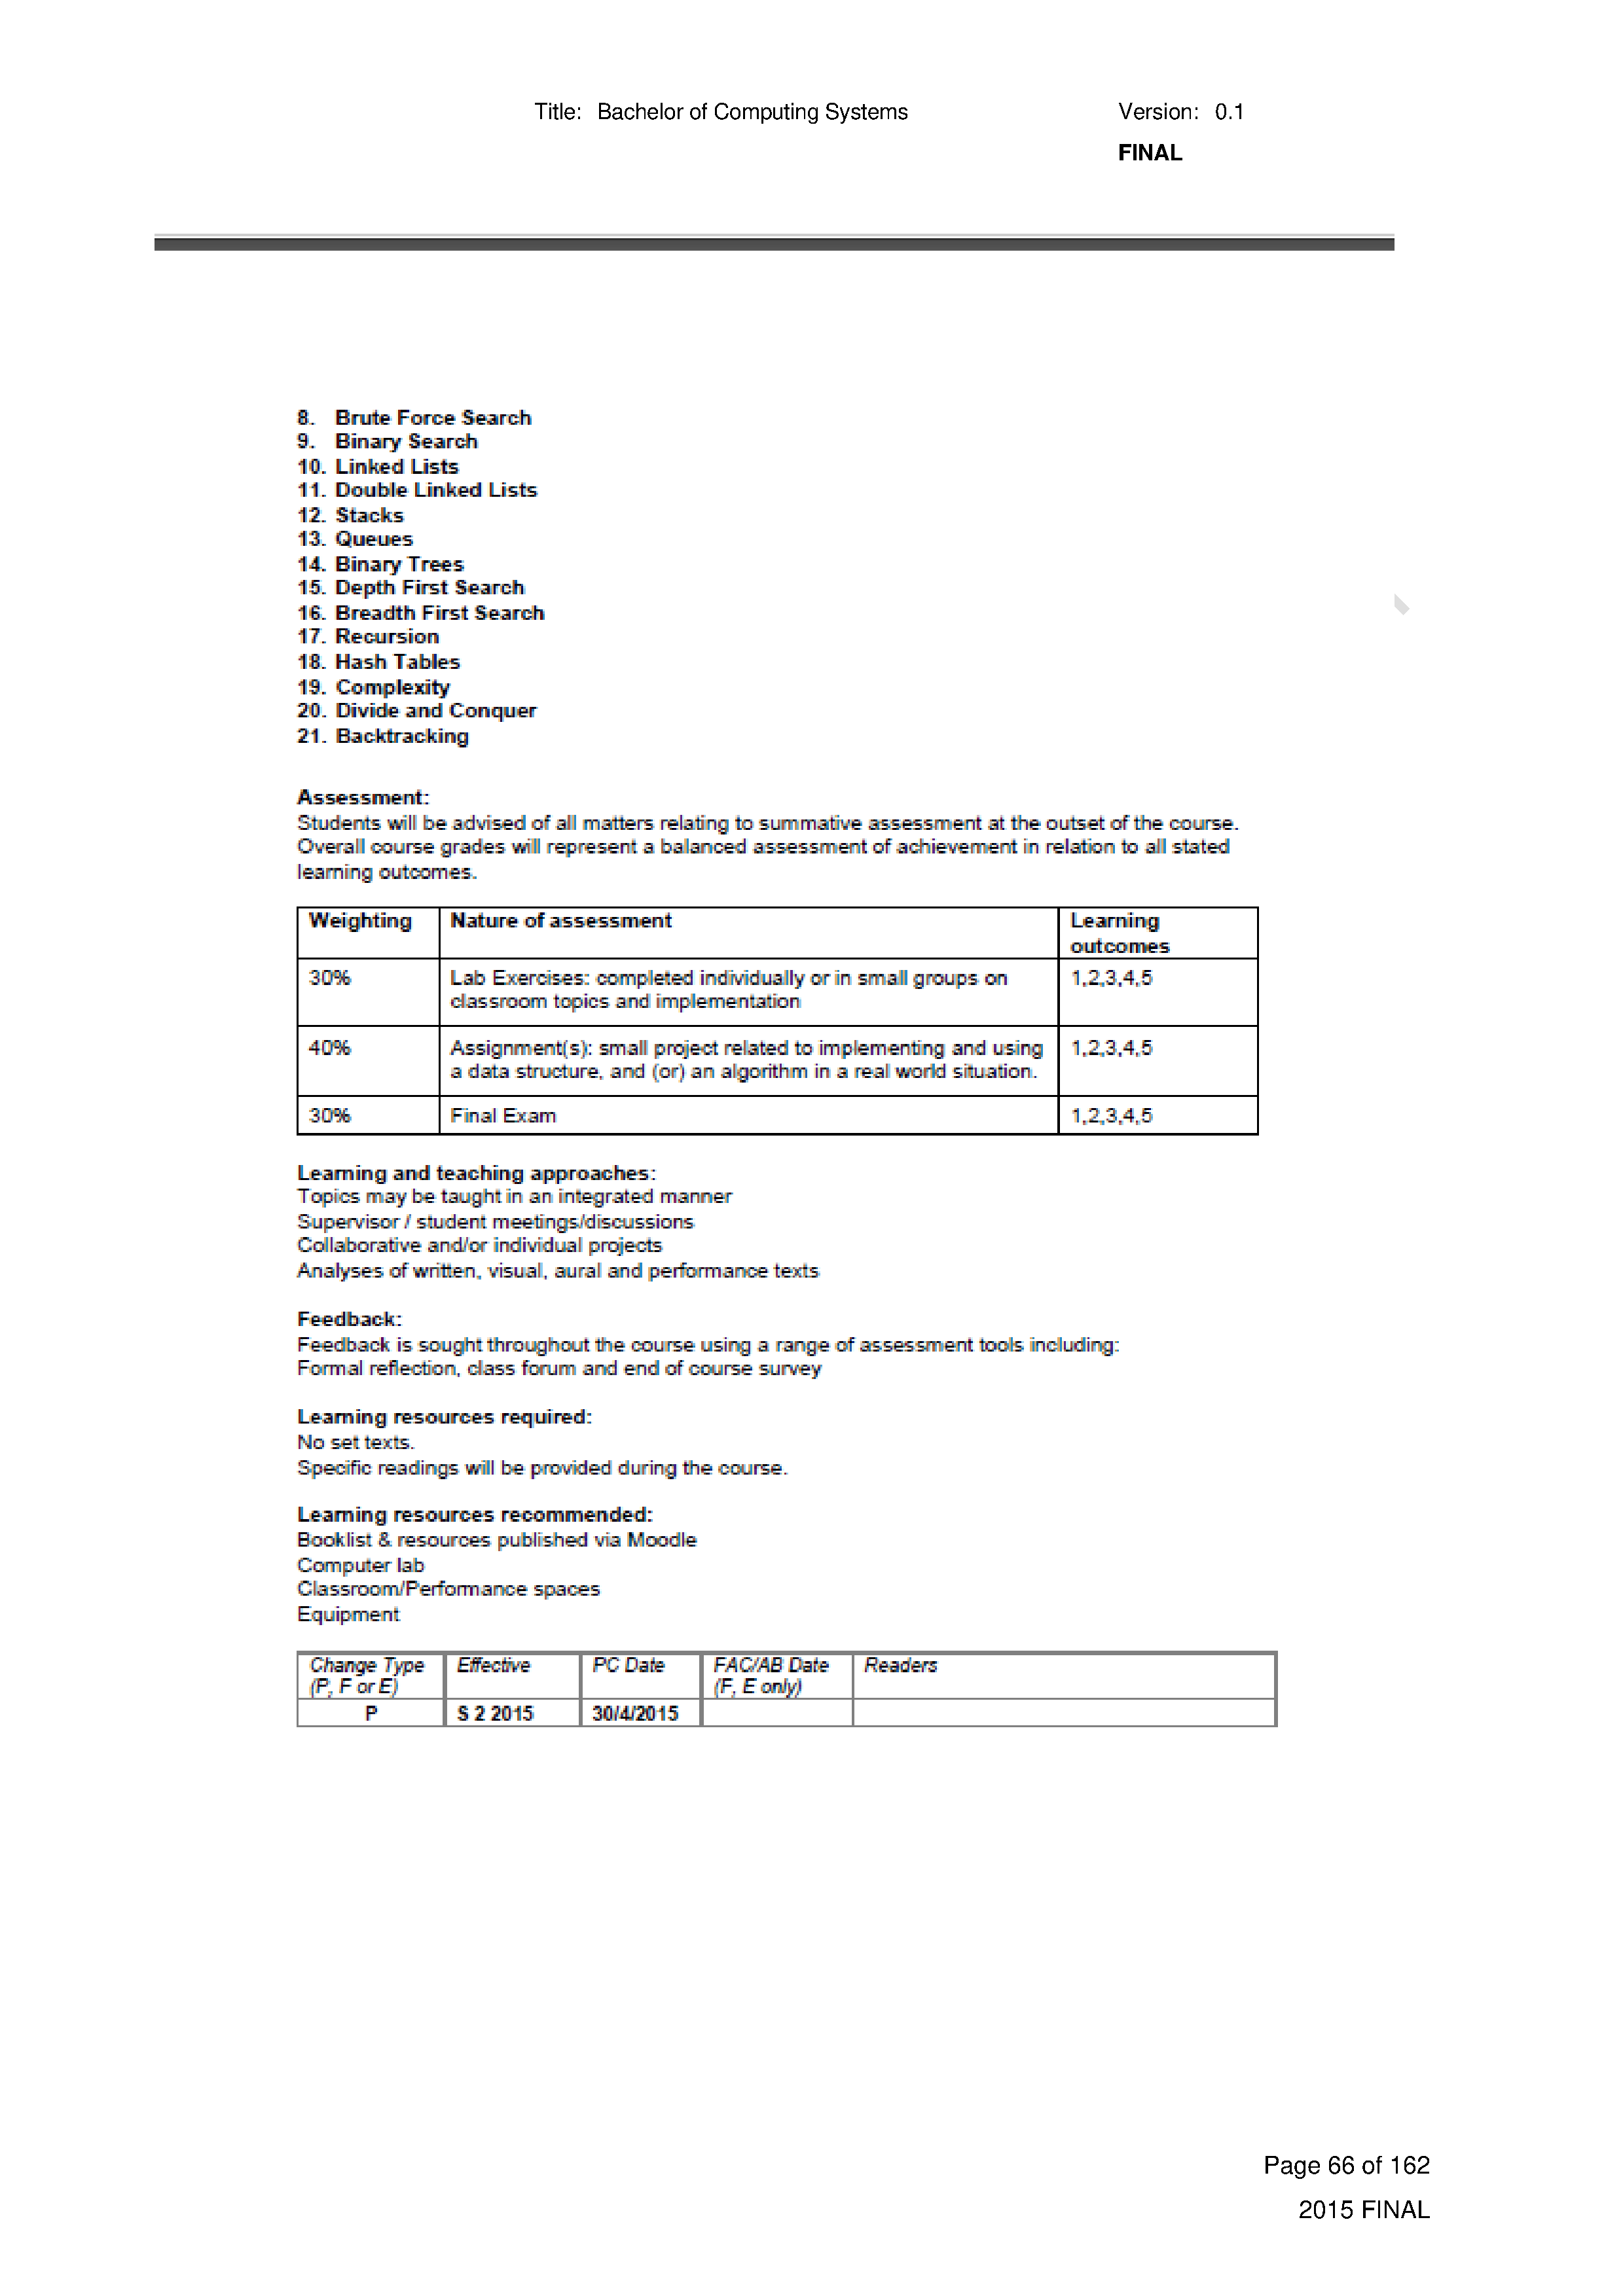 Title: Bachelor of Computing Systems Version: 0.1
FINAL
8. Brute Force Search
9. Binary Search
10. Linked Lists
11. Double Linked Lists
12. Stacks
13. Queues
14. Binary Trees
15. Depth First Search
16. Breadth First Search
17. Recursion
18. Hash Tables
19. Complexity
20. Divide and Conquer
21. Backtracking
Assessment:
Students will be advised of all matters relating to summative assessment at the outset of the course.
Overall course grades will represent a balanced assessment of achievement in relation to all stated
learning outcomes.
Weighting Nature of assessment Learning
outcomes
30% Lab Exercises: completed individually or in small groups on 1,2,3,4,5
classroom topics and implementation
40% Assignment(s): small project related to implementing and using 1,2,3,4,5
a data structure, and (or) an algorithm in a real world situation.
30% Final Exam 1,2,3,4,5
Learning and teaching approaches:
Topics may be taught in an integrated manner
Supervisor / student meetings/discussions
Collaborative and/or individual projects
Analyses of written, visual, aural and performance texts
Feedback:
Feedback is sought throughout the course using a range of assessment tools including:
Formal reflection, class forum and end of course survey
Learning resources required:
No set texts.
Specific readings will be provided during the course.
Learning resources recommended:
Booklist & resources published via Moodle
Computer lab
Classroom/Performance spaces
Equipment
Change Type Effective PC Date FAC/AB Date Readers
(P, F or E) (F, E only)
P S 2 2015 30/4/2015
Page 66 of 162
2015 FINAL